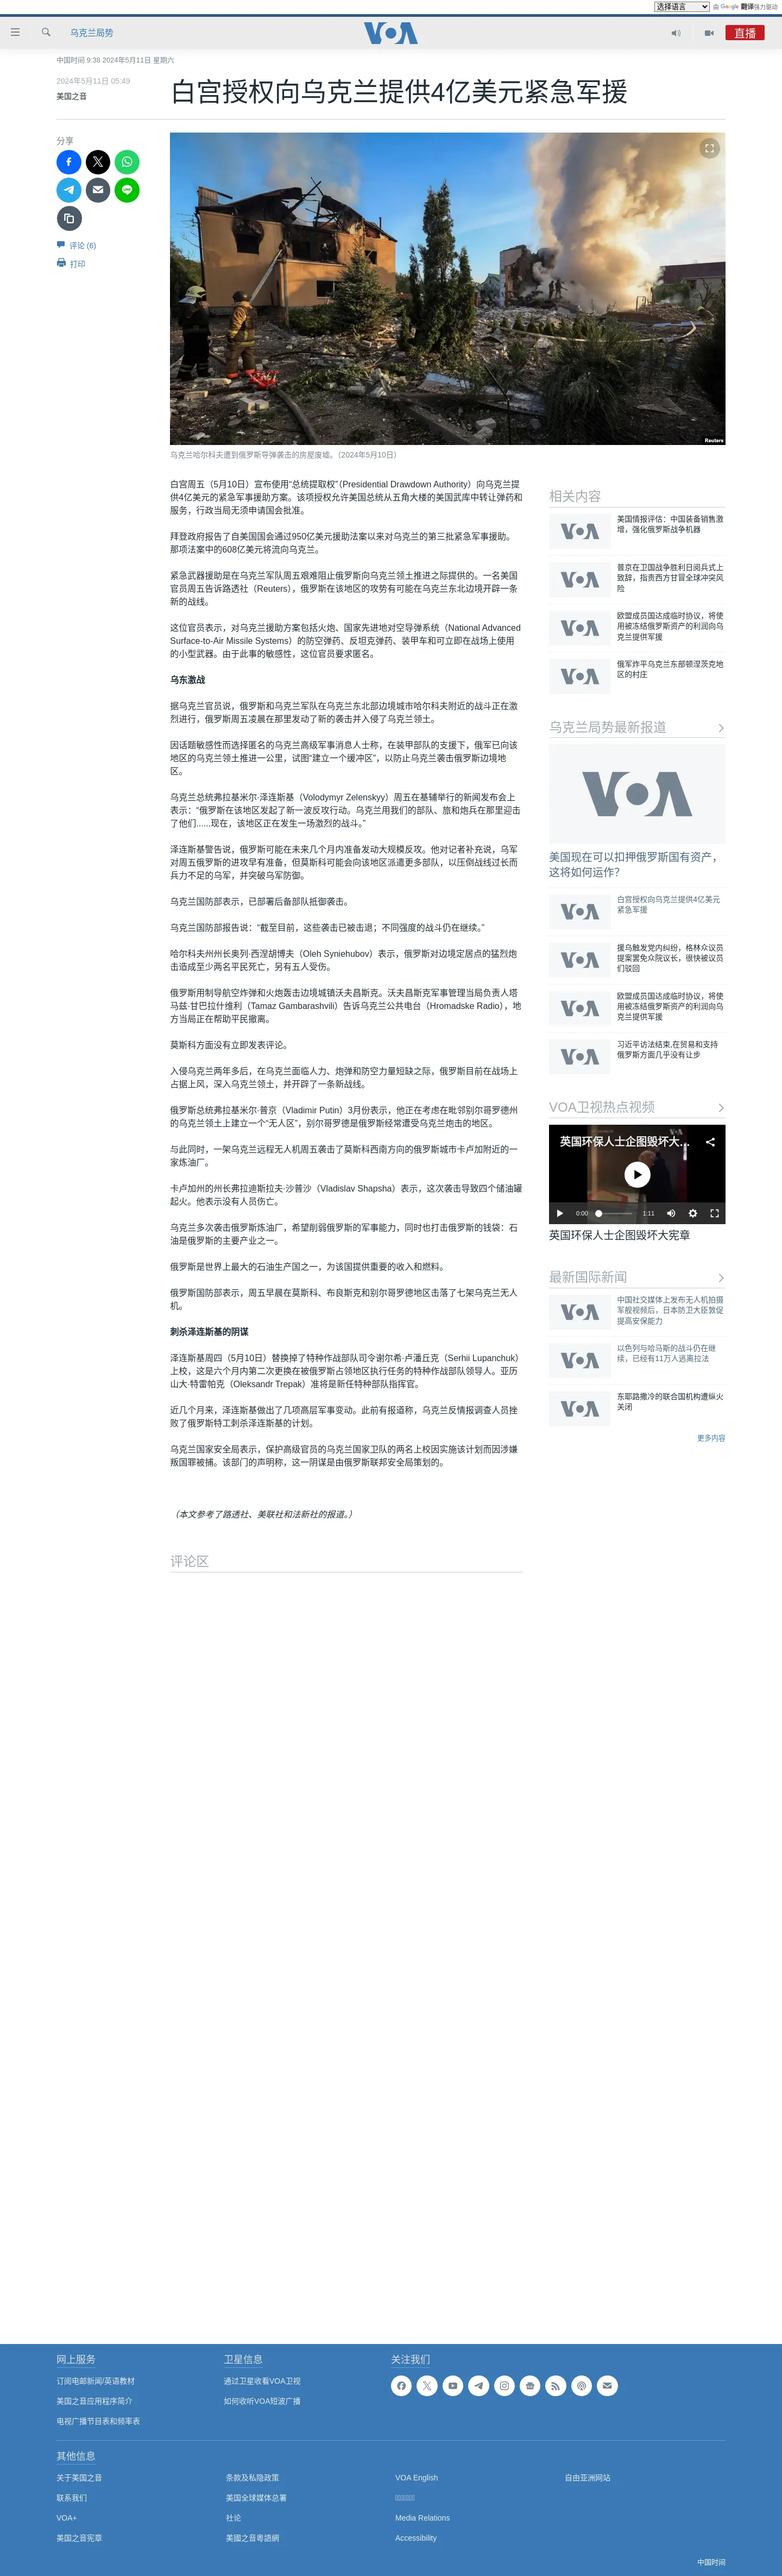 选择语言
由 Google 翻译强力驱动
乌克兰局势
VOA
直播
中国时间 9:38 2024年5月11日 星期六
2024年5月11日 05:49
美国之音
白宫授权向乌克兰提供4亿美元紧急军援
分享
评论 (6)
打印
Reuters
乌克兰哈尔科夫遭到俄罗斯导弹袭击的房屋废墟。（2024年5月10日）
白宫周五（5月10日）宣布使用“总统提取权”（Presidential Drawdown Authority）向乌克兰提
供4亿美元的紧急军事援助方案。该项授权允许美国总统从五角大楼的美国武库中转让弹药和
服务，行政当局无须申请国会批准。
拜登政府报告了自美国国会通过950亿美元援助法案以来对乌克兰的第三批紧急军事援助。
那项法案中的608亿美元将流向乌克兰。
紧急武器援助是在乌克兰军队周五艰难阻止俄罗斯向乌克兰领土推进之际提供的。一名美国
官员周五告诉路透社（Reuters），俄罗斯在该地区的攻势有可能在乌克兰东北边境开辟一条
新的战线。
这位官员表示，对乌克兰援助方案包括火炮、国家先进地对空导弹系统（National Advanced
Surface-to-Air Missile Systems）的防空弹药、反坦克弹药、装甲车和可立即在战场上使用
的小型武器。由于此事的敏感性，这位官员要求匿名。
乌东激战
据乌克兰官员说，俄罗斯和乌克兰军队在乌克兰东北部边境城市哈尔科夫附近的战斗正在激
烈进行，俄罗斯周五凌晨在那里发动了新的袭击并入侵了乌克兰领土。
因话题敏感性而选择匿名的乌克兰高级军事消息人士称，在装甲部队的支援下，俄军已向该
地区的乌克兰领土推进一公里，试图“建立一个缓冲区”，以防止乌克兰袭击俄罗斯边境地
区。
乌克兰总统弗拉基米尔·泽连斯基（Volodymyr Zelenskyy）周五在基辅举行的新闻发布会上
表示：“俄罗斯在该地区发起了新一波反攻行动。乌克兰用我们的部队、旅和炮兵在那里迎击
了他们......现在，该地区正在发生一场激烈的战斗。”
泽连斯基警告说，俄罗斯可能在未来几个月内准备发动大规模反攻。他对记者补充说，乌军
对周五俄罗斯的进攻早有准备，但莫斯科可能会向该地区派遣更多部队，以压倒战线过长而
兵力不足的乌军，并突破乌军防御。
乌克兰国防部表示，已部署后备部队抵御袭击。
乌克兰国防部报告说：“截至目前，这些袭击已被击退；不同强度的战斗仍在继续。”
哈尔科夫州州长奥列·西涅胡博夫（Oleh Syniehubov）表示，俄罗斯对边境定居点的猛烈炮
击造成至少两名平民死亡，另有五人受伤。
俄罗斯用制导航空炸弹和火炮轰击边境城镇沃夫昌斯克。沃夫昌斯克军事管理当局负责人塔
马兹·甘巴拉什维利（Tamaz Gambarashvili）告诉乌克兰公共电台（Hromadske Radio），地
方当局正在帮助平民撤离。
莫斯科方面没有立即发表评论。
入侵乌克兰两年多后，在乌克兰面临人力、炮弹和防空力量短缺之际，俄罗斯目前在战场上
占据上风，深入乌克兰领土，并开辟了一条新战线。
俄罗斯总统弗拉基米尔·普京（Vladimir Putin）3月份表示，他正在考虑在毗邻别尔哥罗德州
的乌克兰领土上建立一个“无人区”，别尔哥罗德是俄罗斯经常遭受乌克兰炮击的地区。
与此同时，一架乌克兰远程无人机周五袭击了莫斯科西南方向的俄罗斯城市卡卢加附近的一
家炼油厂。
卡卢加州的州长弗拉迪斯拉夫·沙普沙（Vladislav Shapsha）表示，这次袭击导致四个储油罐起
火。他表示没有人员伤亡。
乌克兰多次袭击俄罗斯炼油厂，希望削弱俄罗斯的军事能力，同时也打击俄罗斯的钱袋：石
油是俄罗斯的主要产业之一。
俄罗斯是世界上最大的石油生产国之一，为该国提供重要的收入和燃料。
俄罗斯国防部表示，周五早晨在莫斯科、布良斯克和别尔哥罗德地区击落了七架乌克兰无人
机。
刺杀泽连斯基的阴谋
泽连斯基周四（5月10日）替换掉了特种作战部队司令谢尔希·卢潘丘克（Serhii Lupanchuk）
上校，这是六个月内第二次更换在被俄罗斯占领地区执行任务的特种作战部队领导人。亚历
山大·特雷帕克（Oleksandr Trepak）准将是新任特种部队指挥官。
近几个月来，泽连斯基做出了几项高层军事变动。此前有报道称，乌克兰反情报调查人员挫
败了俄罗斯特工刺杀泽连斯基的计划。
乌克兰国家安全局表示，保护高级官员的乌克兰国家卫队的两名上校因实施该计划而因涉嫌
叛国罪被捕。该部门的声明称，这一阴谋是由俄罗斯联邦安全局策划的。
（本文参考了路透社、美联社和法新社的报道。）
评论区
相关内容
VOA
美国情报评估：中国装备销售激
增，强化俄罗斯战争机器
VOA
普京在卫国战争胜利日阅兵式上
致辞，指责西方甘冒全球冲突风
险
VOA
欧盟成员国达成临时协议，将使
用被冻结俄罗斯资产的利润向乌
克兰提供军援
VOA
俄军炸平乌克兰东部顿涅茨克地
区的村庄
乌克兰局势最新报道
VOA
美国现在可以扣押俄罗斯国有资产，
这将如何运作？
VOA
白宫授权向乌克兰提供4亿美元
紧急军援
VOA
援乌触发党内纠纷，格林众议员
提案罢免众院议长，很快被议员
们驳回
VOA
欧盟成员国达成临时协议，将使
用被冻结俄罗斯资产的利润向乌
克兰提供军援
VOA
习近平访法结束,在贸易和支持
俄罗斯方面几乎没有让步
VOA卫视热点视频
英国环保人士企图毁坏大...
VOA
0:00
1:11
英国环保人士企图毁坏大宪章
最新国际新闻
VOA
中国社交媒体上发布无人机拍摄
军舰视频后，日本防卫大臣敦促
提高安保能力
VOA
以色列与哈马斯的战斗仍在继
续，已经有11万人逃离拉法
VOA
东耶路撒冷的联合国机构遭纵火
关闭
更多内容
网上服务
订阅电邮新闻/英语教材
美国之音应用程序简介
电视广播节目表和频率表
卫星信息
通过卫星收看VOA卫视
如何收听VOA短波广播
关注我们
其他信息
关于美国之音
联系我们
VOA+
美国之音宪章
条款及私隐政策
美国全球媒体总署
社论
美國之音粵語網
VOA English
Media Relations
Accessibility
自由亚洲网站
中国时间